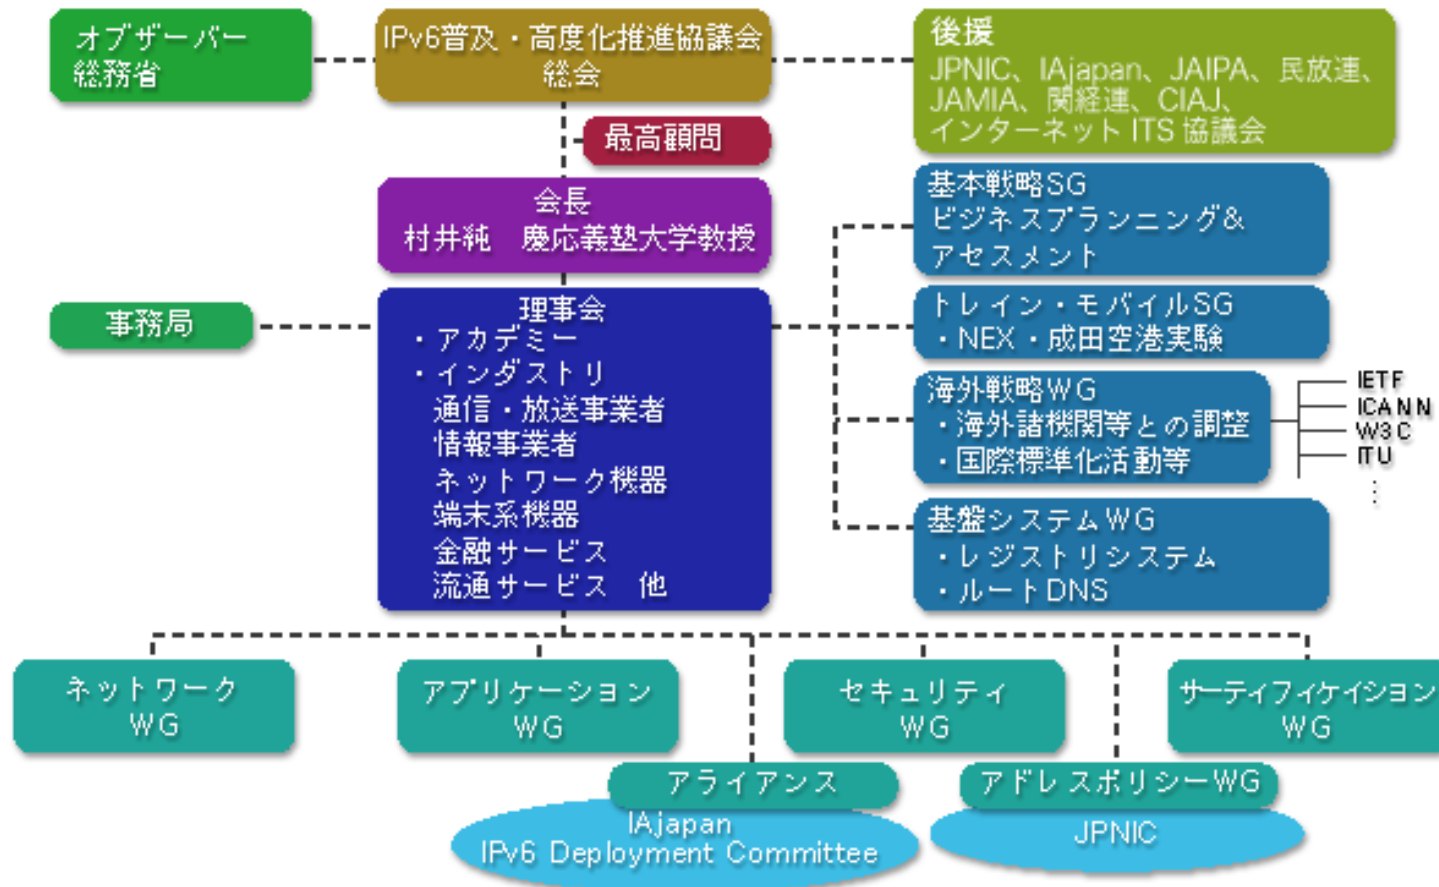 オブザーバー
総務省
IPv6普及・高度化推進協議会
総会
後援
JPNIC、IAjapan、JAIPA、民放連、
JAMIA、関経連、CIAJ、
インターネット ITS 協議会
最高顧問
会長
村井純　慶応義塾大学教授
基本戦略SG
ビジネスプランニング&
アセスメント
事務局
理事会
・アカデミー
・インダストリ
通信・放送事業者
情報事業者
ネットワーク機器
端末系機器
金融サービス
流通サービス　他
トレイン・モバイルSG
・NEX・成田空港実験
海外戦略WG
・海外諸機関等との調整
・国際標準化活動等
IETF
ICANN
W3C
ITU
⋮
基盤システムWG
・レジストリシステム
・ルートDNS
ネットワーク
WG
アプリケーション
WG
セキュリティ
WG
サーティフィケイション
WG
アライアンス
IAjapan
IPv6 Deployment Committee
アドレスポリシーWG
JPNIC